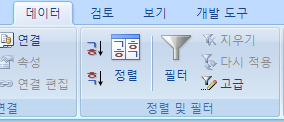 데이터 검토 보기 개발 도구
연결
속성
연결 편집
정렬
필터
지우기
다시 적용
고급
연결
정렬 및 필터